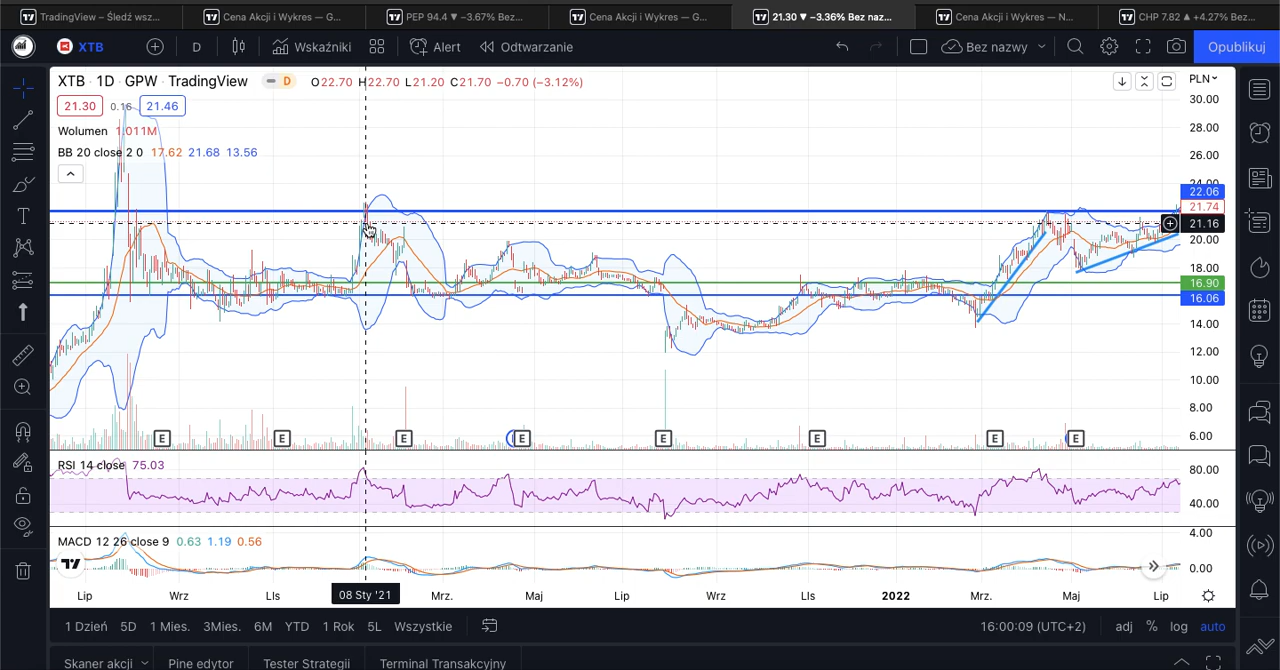 TradingView – Śledź wsz...
Cena Akcji i Wykres — G...
PEP 94.4 ▼ −3.67% Bez...
Cena Akcji i Wykres — G...
21.30 ▼ −3.36% Bez naz...
Cena Akcji i Wykres — N...
CHP 7.82 ▲ +4.27% Bez...
XTB
D
Wskaźniki
Alert
Odtwarzanie
Bez nazwy
Opublikuj
XTB · 1D · GPW · TradingView
D
O22.70 H22.70 L21.20 C21.70 −0.70 (−3.12%)
PLN
21.30 0.16 21.46
Wolumen 1.011M
BB 20 close 2 0 17.62 21.68 13.56
30.00
28.00
26.00
24.00
22.06
21.74
21.16
20.00
18.00
16.90
16.06
14.00
12.00
10.00
8.00
6.00
E E E E E E E E
RSI 14 close 75.03
80.00
40.00
MACD 12 26 close 9 0.63 1.19 0.56
4.00
0.00
Lip Wrz LIs 08 Sty '21 Mrz. Maj Lip Wrz LIs 2022 Mrz. Maj Lip
1 Dzień 5D 1 Mies. 3Mies. 6M YTD 1 Rok 5L Wszystkie
16:00:09 (UTC+2) adj % log auto
Skaner akcji Pine edytor Tester Strategii Terminal Transakcyjny